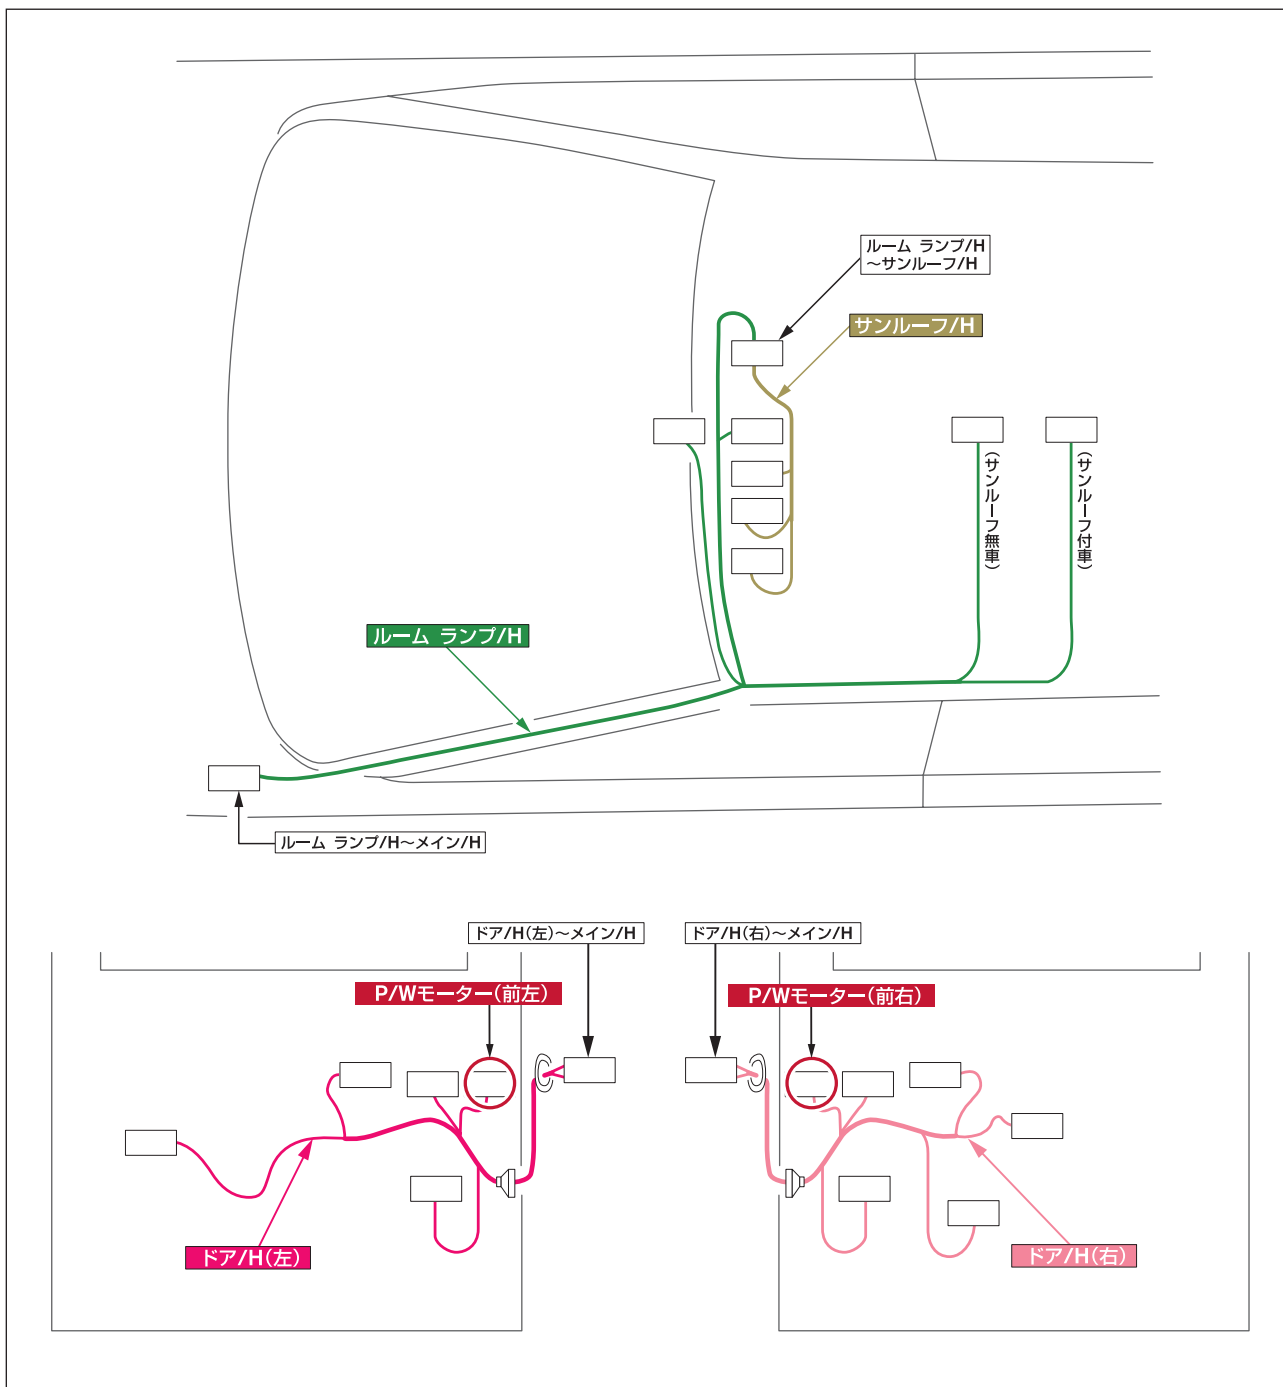 ルーム ランプ/H
～サンルーフ/H
サンルーフ/H
(サンルーフ無車)
(サンルーフ付車)
ルーム ランプ/H
ルーム ランプ/H～メイン/H
ドア/H(左)～メイン/H
ドア/H(右)～メイン/H
P/Wモーター(前左)
P/Wモーター(前右)
ドア/H(左)
ドア/H(右)